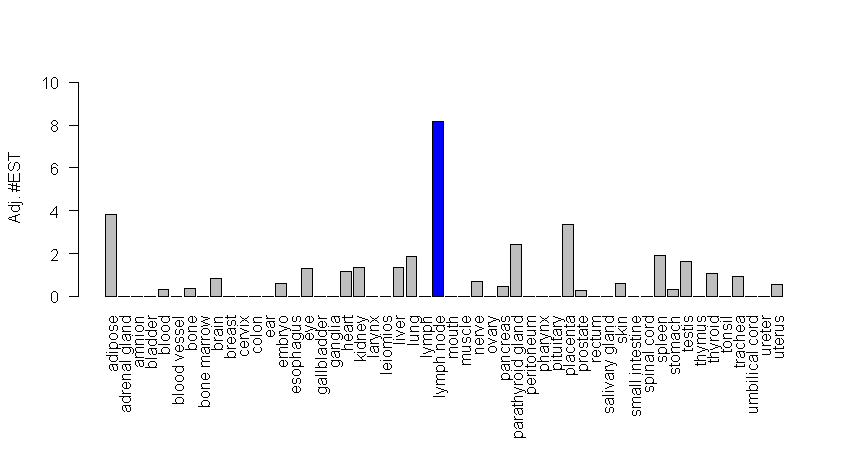 Adj. #EST
10
8
6
4
2
0
adipose
adrenal gland
amnion
bladder
blood
blood vessel
bone
bone marrow
brain
breast
cervix
colon
ear
embryo
esophagus
eye
gallbladder
ganglia
heart
kidney
larynx
leiomios
liver
lung
lymph
lymph node
mouth
muscle
nerve
ovary
pancreas
parathyroid gland
peritoneum
pharynx
pituitary
placenta
prostate
rectum
salivary gland
skin
small intestine
spinal cord
spleen
stomach
testis
thymus
thyroid
tonsil
trachea
umbilical cord
ureter
uterus